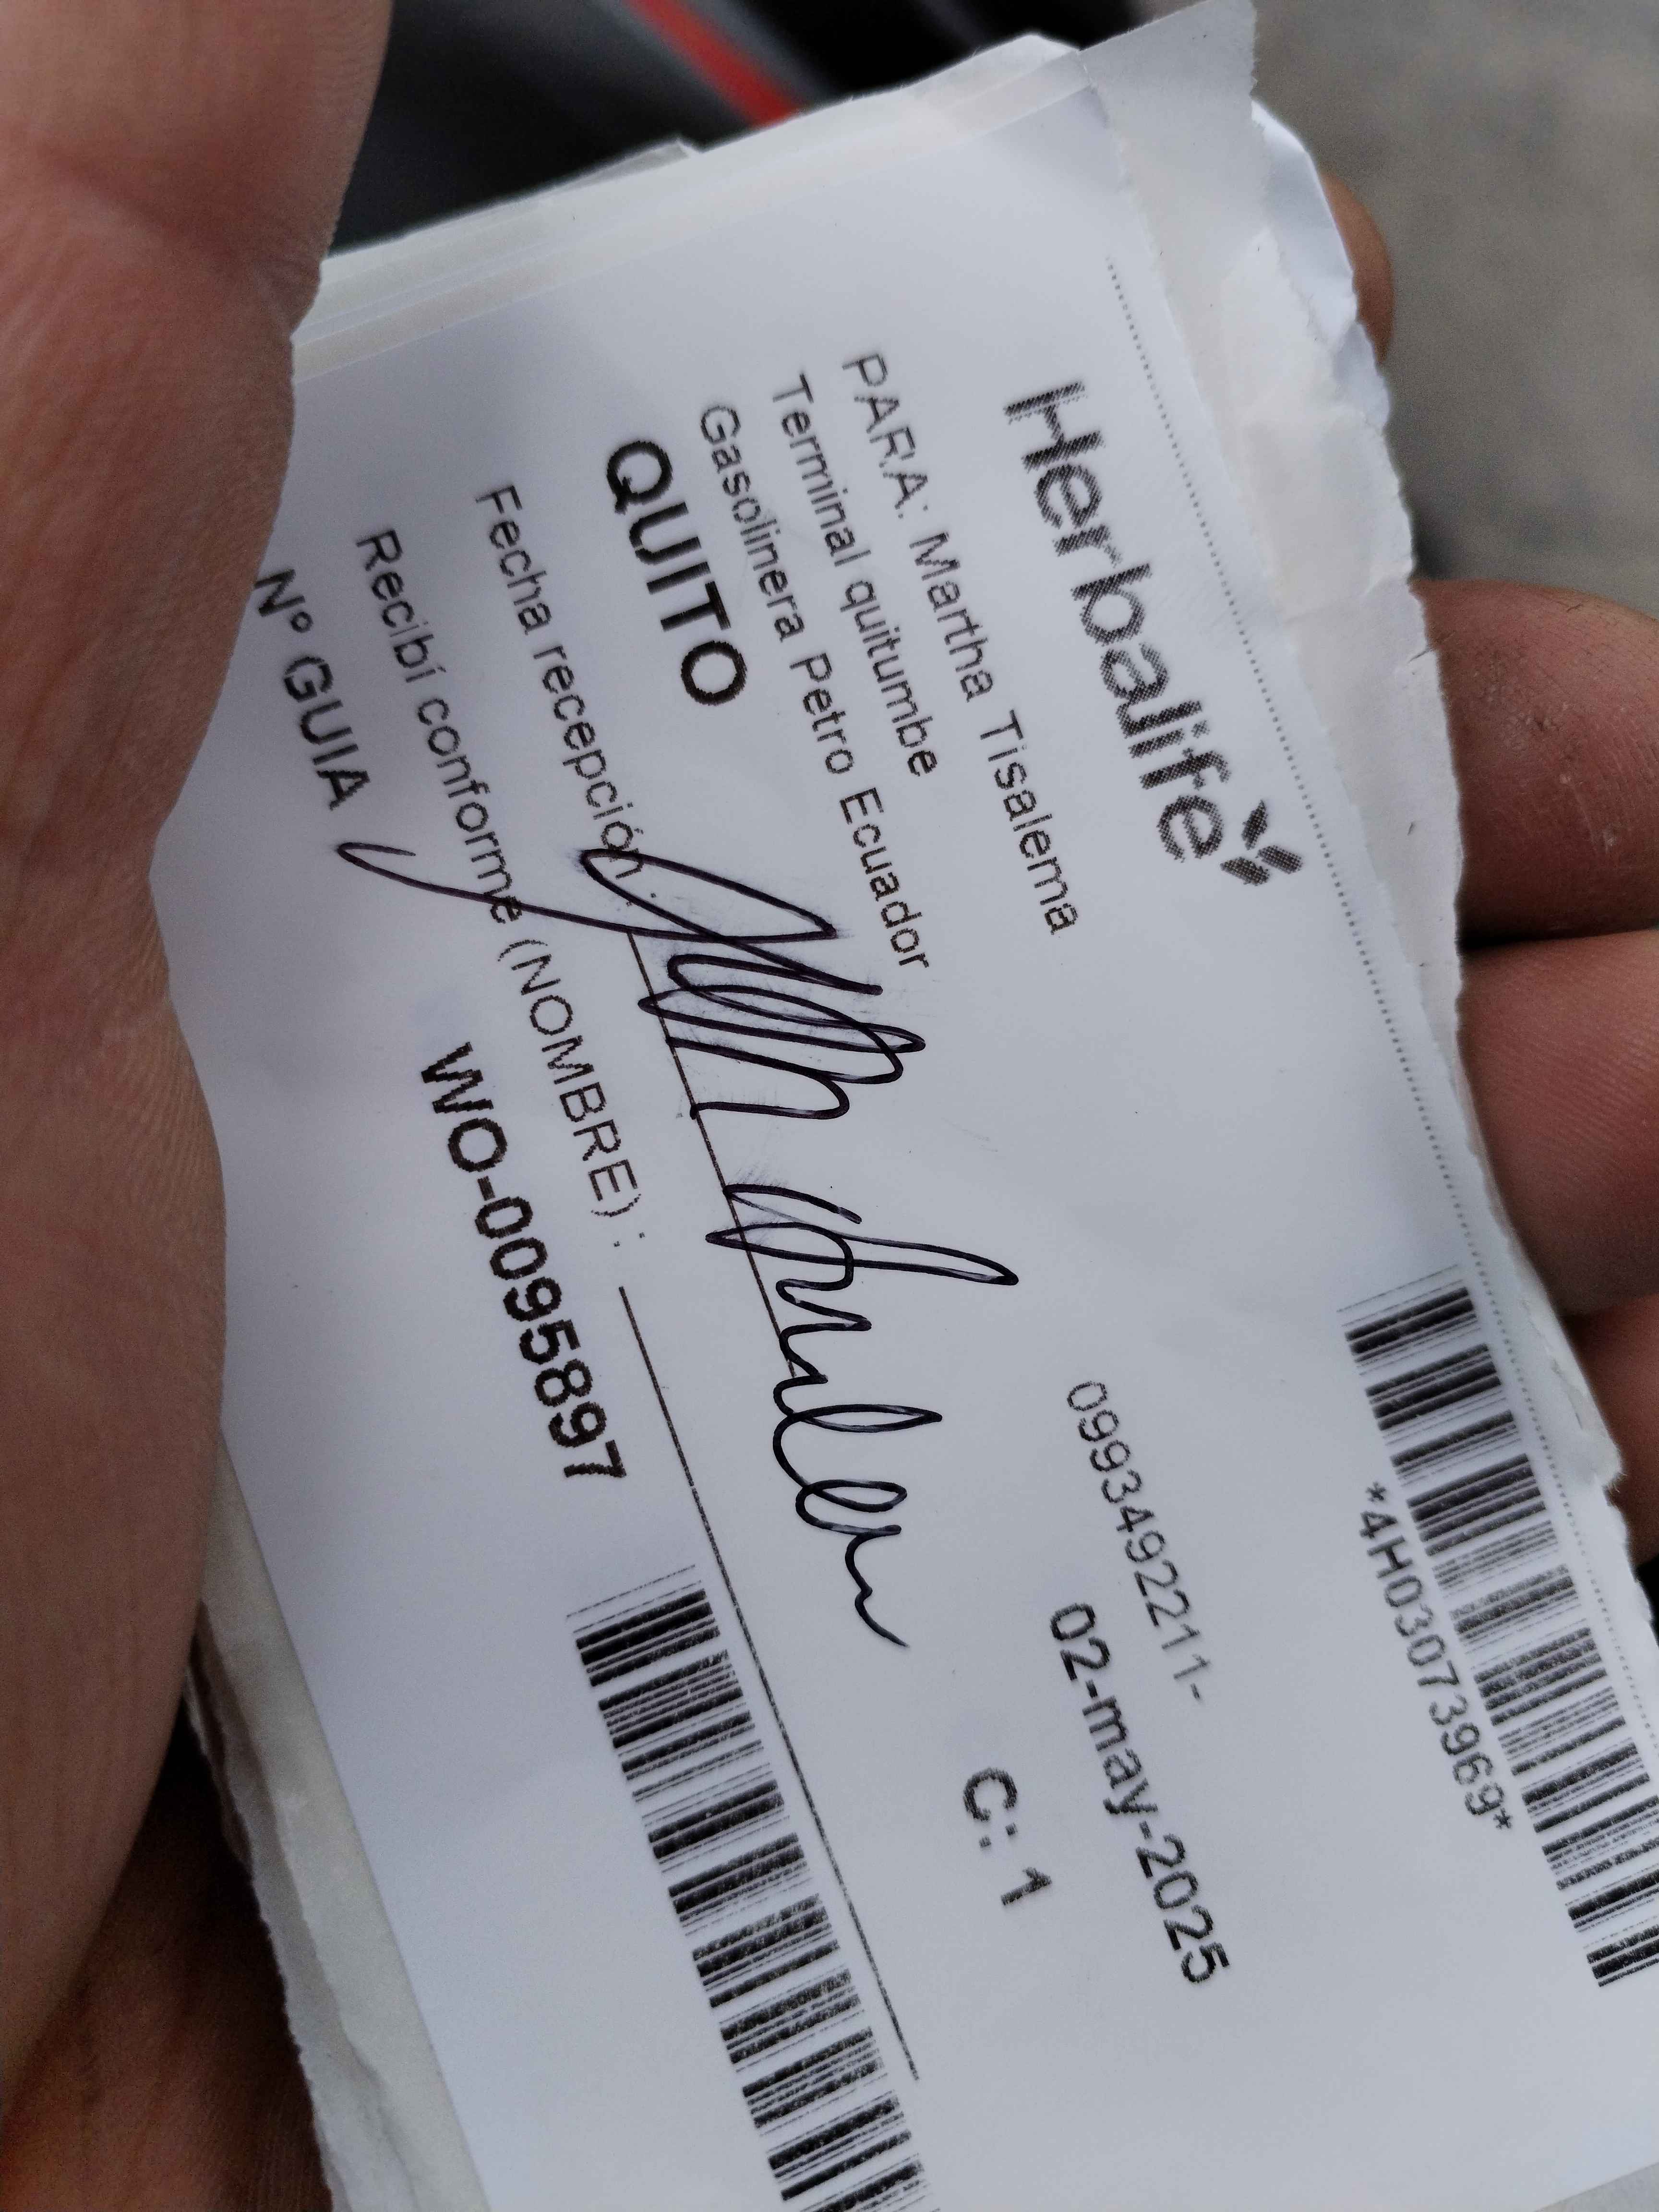 Herbalife
*4H03073969*
PARA: Martha Tisalema
Terminal quitumbe
0993492211-
Gasolinera Petro Ecuador
02-may-2025
QUITO
C: 1
Fecha recepción :
Recibí conforme (NOMBRE) :
Nº GUIA
WO-0095897